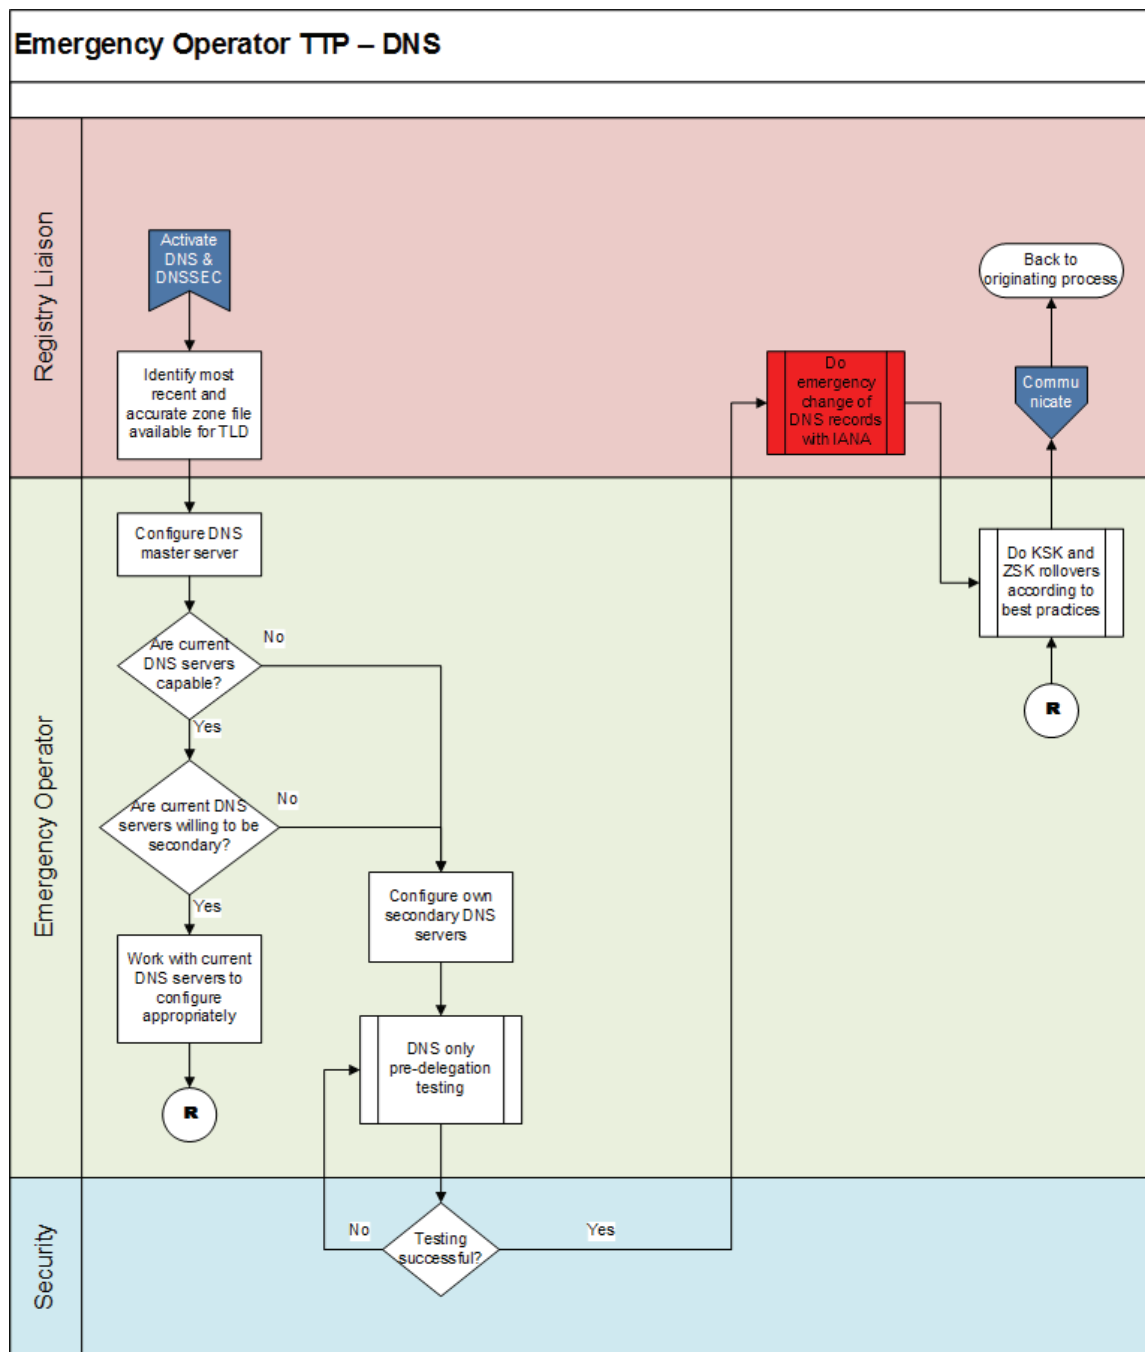 Emergency Operator TTP – DNS
Registry Liaison
Activate
DNS &
DNSSEC
Identify most
recent and
accurate zone file
available for TLD
Do
emergency
change of
DNS records
with IANA
Back to
originating process
Commu
nicate
Emergency Operator
Configure DNS
master server
Are current
DNS servers
capable?
No
Yes
Are current DNS
servers willing to be
secondary?
No
Yes
Work with current
DNS servers to
configure
appropriately
R
Configure own
secondary DNS
servers
DNS only
pre-delegation
testing
Do KSK and
ZSK rollovers
according to
best practices
R
Security
Testing
successful?
No
Yes